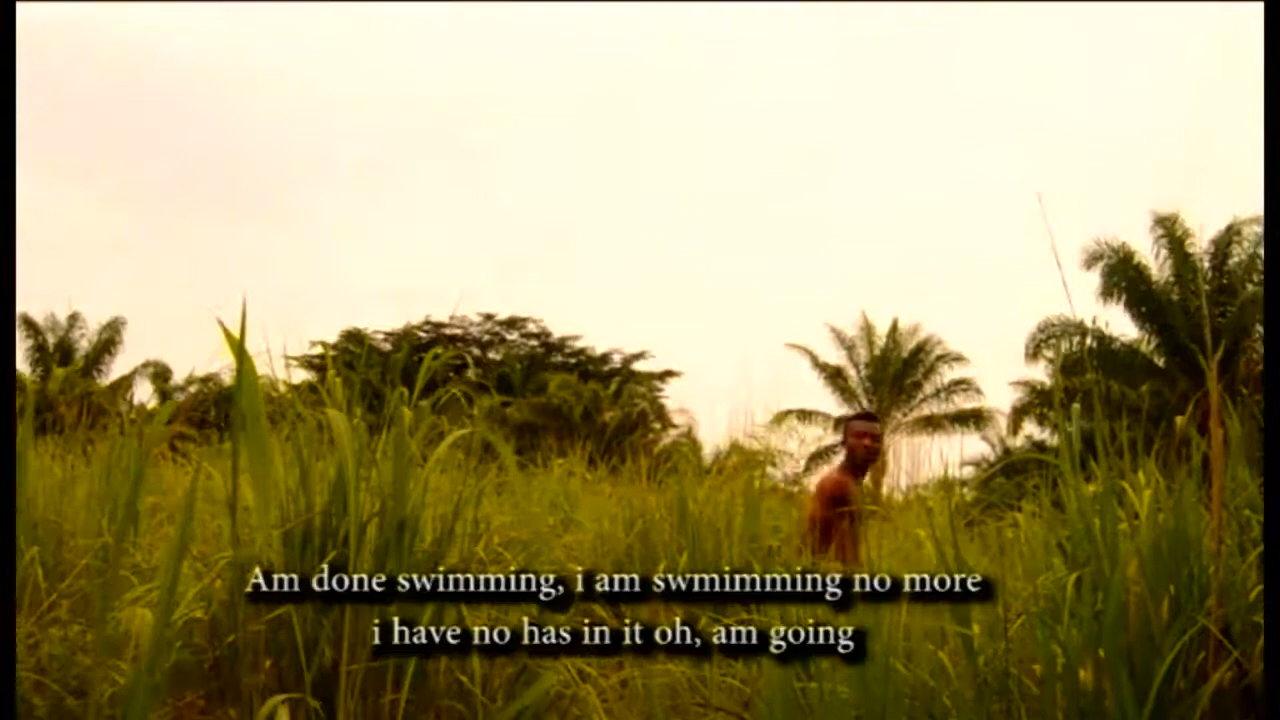 Am done swimming, i am swmimming no more
i have no has in it oh, am going